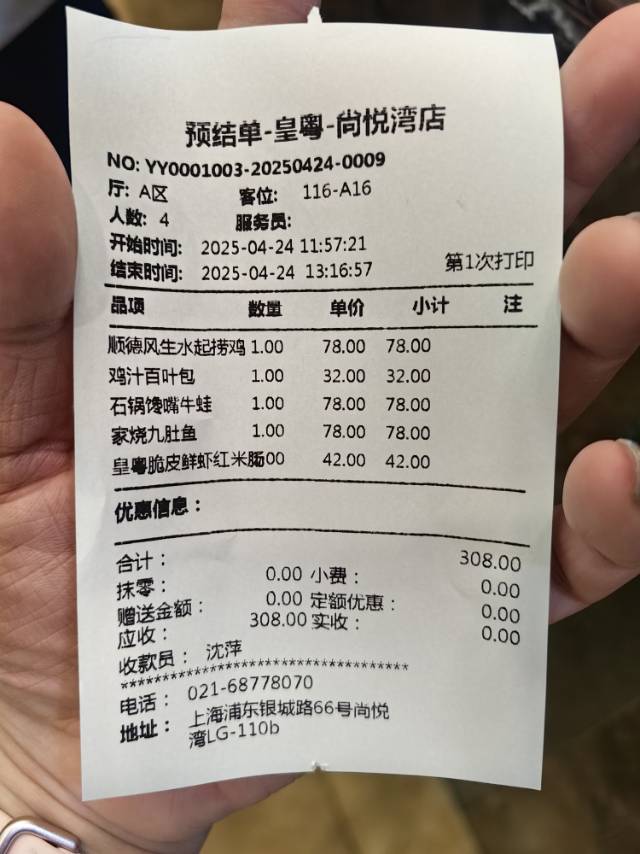 预结单-皇粤-尚悦湾店
NO: YY0001003-20250424-0009
厅: A区 客位: 116-A16
人数: 4 服务员:
开始时间: 2025-04-24 11:57:21
结束时间: 2025-04-24 13:16:57 第1次打印
品项 数量 单价 小计 注
顺德风生水起捞鸡 1.00 78.00 78.00
鸡汁百叶包 1.00 32.00 32.00
石锅馋嘴牛蛙 1.00 78.00 78.00
家烧九肚鱼 1.00 78.00 78.00
皇粤脆皮鲜虾红米肠 .00 42.00 42.00
优惠信息：
合计： 308.00
抹零： 0.00 小费： 0.00
赠送金额： 0.00 定额优惠： 0.00
应收： 308.00 实收： 0.00
收款员： 沈萍
****************************************
电话： 021-68778070
地址： 上海浦东银城路66号尚悦
湾LG-110b